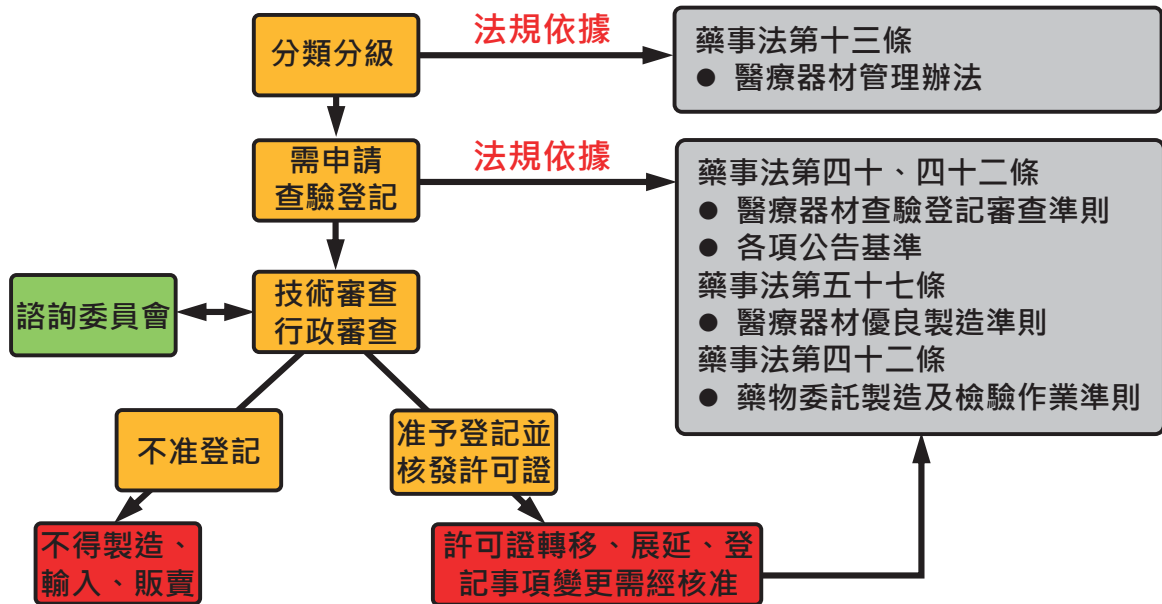 分類分級
法規依據
藥事法第十三條
● 醫療器材管理辦法
需申請
查驗登記
法規依據
藥事法第四十、四十二條
● 醫療器材查驗登記審查準則
● 各項公告基準
藥事法第五十七條
● 醫療器材優良製造準則
藥事法第四十二條
● 藥物委託製造及檢驗作業準則
諮詢委員會
技術審查
行政審查
不准登記
准予登記並
核發許可證
不得製造、
輸入、販賣
許可證轉移、展延、登
記事項變更需經核准